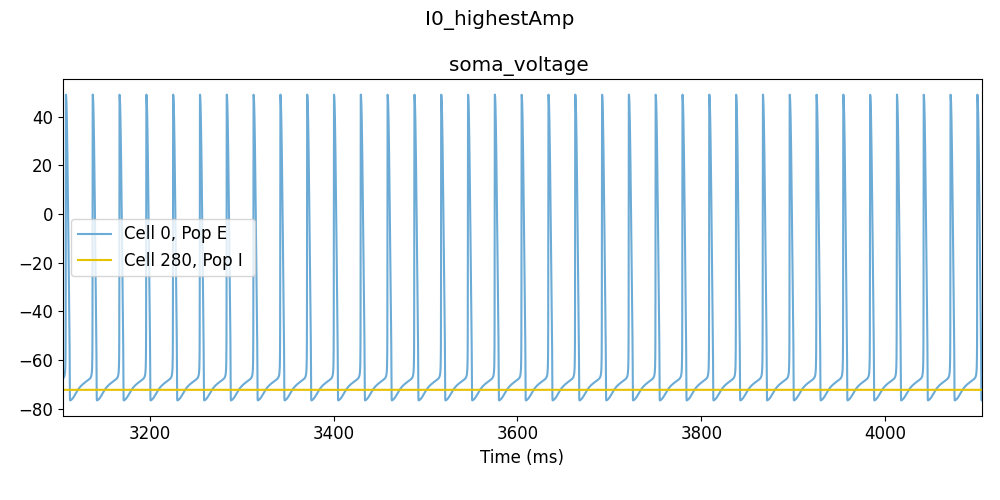 I0_highestAmp
soma_voltage
40
20
0
−20
−40
−60
−80
Cell 0, Pop E
Cell 280, Pop I
3200 3400 3600 3800 4000
Time (ms)